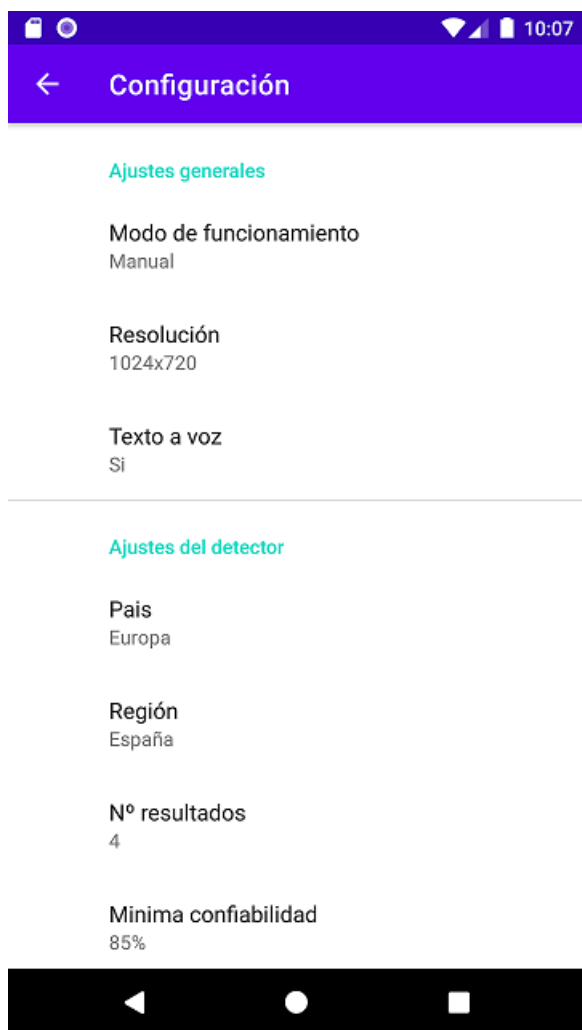 10:07
Configuración
Ajustes generales
Modo de funcionamiento
Manual
Resolución
1024x720
Texto a voz
Si
Ajustes del detector
Pais
Europa
Región
España
Nº resultados
4
Minima confiabilidad
85%